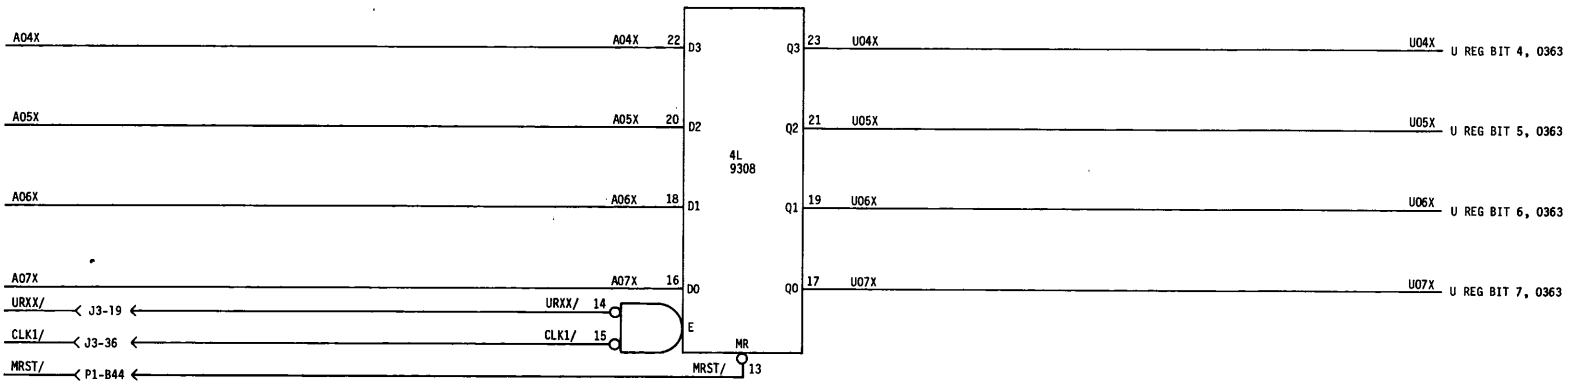 A04X A04X 22 D3 Q3 23 U04X U04X U REG BIT 4, 0363
A05X A05X 20 D2 Q2 21 U05X U05X U REG BIT 5, 0363
4L
9308
A06X A06X 18 D1 Q1 19 U06X U06X U REG BIT 6, 0363
A07X A07X 16 D0 Q0 17 U07X U07X U REG BIT 7, 0363
URXX/ J3-19 URXX/ 14
E
CLK1/ J3-36 CLK1/ 15
MR
MRST/ P1-B44 MRST/ 13